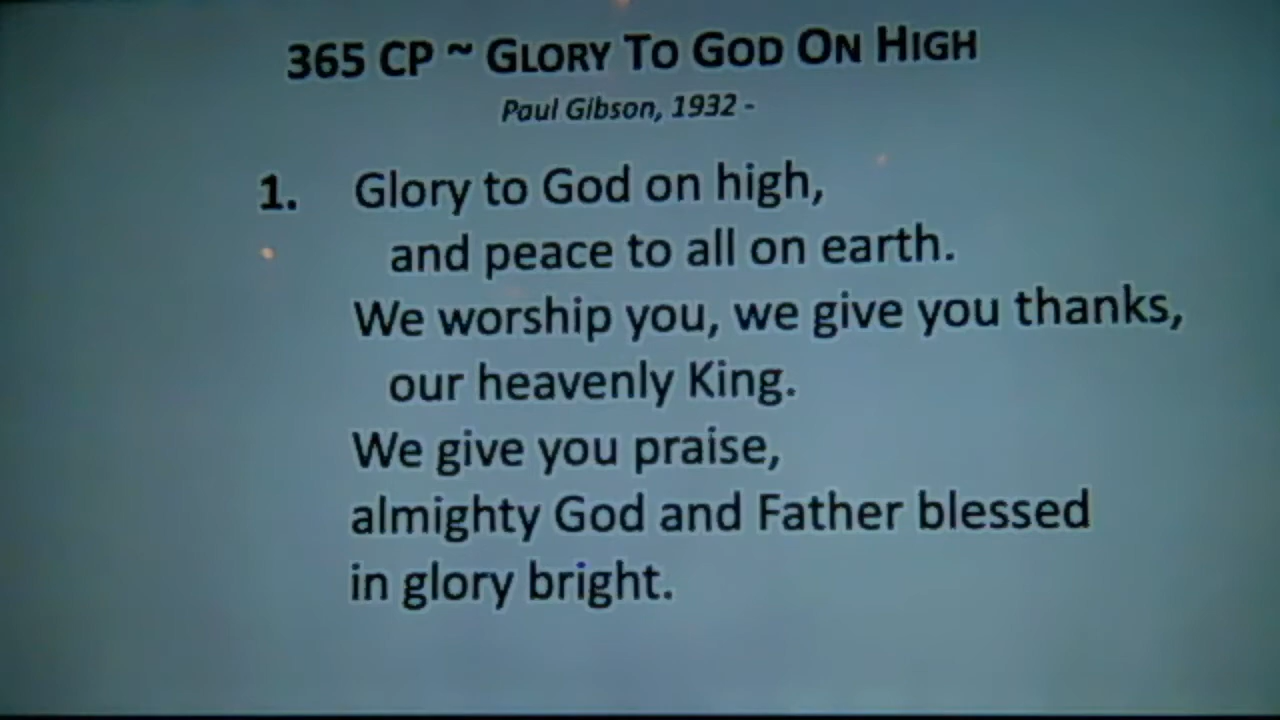 365 CP ~ GLORY TO GOD ON HIGH
Paul Gibson, 1932 -
1. Glory to God on high,
and peace to all on earth.
We worship you, we give you thanks,
our heavenly King.
We give you praise,
almighty God and Father blessed
in glory bright.